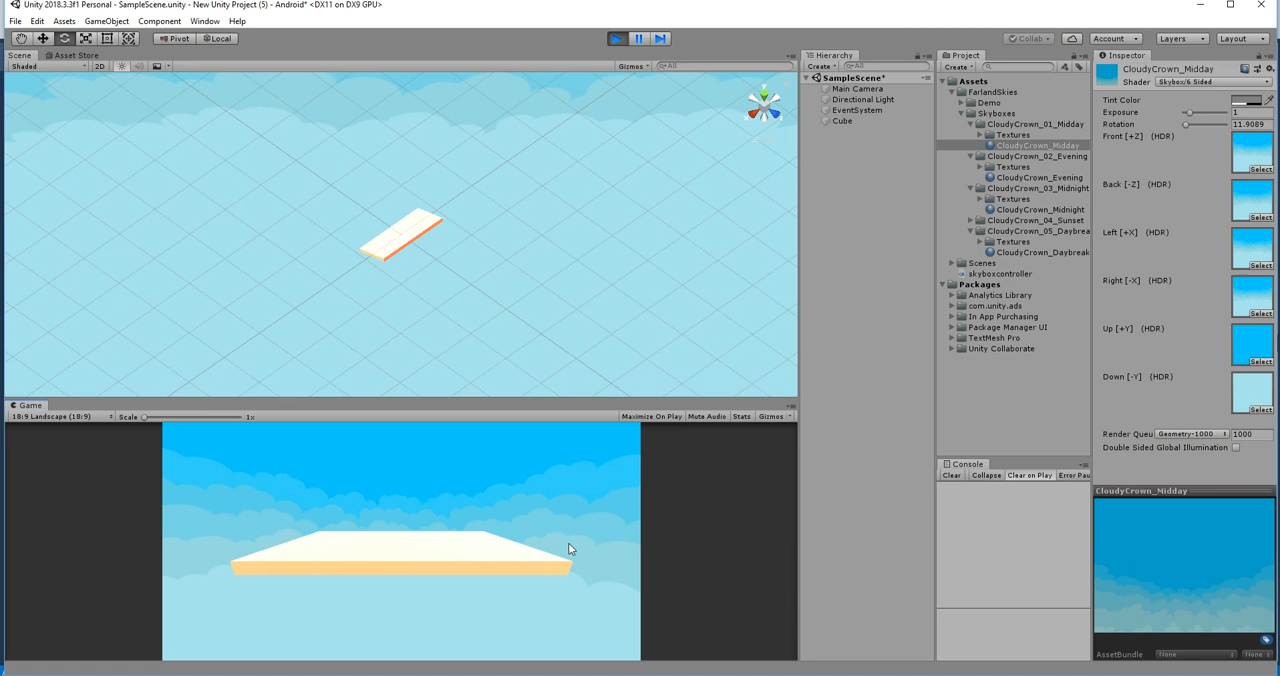 Unity 2018.3.3f1 Personal - SampleScene.unity - New Unity Project (5) - Android* <DX11 on DX9 GPU>
File Edit Assets GameObject Component Window Help
Pivot Local Collab Account Layers Layout
Scene Asset Store
Shaded 2D Gizmos All
Game
18:9 Landscape (18:9) Scale 1x Maximize On Play Mute Audio Stats Gizmos
Hierarchy
Create All
SampleScene*
Main Camera
Directional Light
EventSystem
Cube
Project
Create
Assets
FarlandSkies
Demo
Skyboxes
CloudyCrown_01_Midday
Textures
CloudyCrown_Midday
CloudyCrown_02_Evening
Textures
CloudyCrown_Evening
CloudyCrown_03_Midnight
Textures
CloudyCrown_Midnight
CloudyCrown_04_Sunset
CloudyCrown_05_Daybrea
Textures
CloudyCrown_Daybreak
Scenes
skyboxcontroller
Packages
Analytics Library
com.unity.ads
In App Purchasing
Package Manager UI
TextMesh Pro
Unity Collaborate
Console
Clear Collapse Clear on Play Error Pau
Inspector
CloudyCrown_Midday
Shader Skybox/6 Sided
Tint Color
Exposure 1
Rotation 11.9089
Front [+Z] (HDR)
Select
Back [-Z] (HDR)
Select
Left [+X] (HDR)
Select
Right [-X] (HDR)
Select
Up [+Y] (HDR)
Select
Down [-Y] (HDR)
Select
Render Queu Geometry-1000 1000
Double Sided Global Illumination
CloudyCrown_Midday
AssetBundle None None